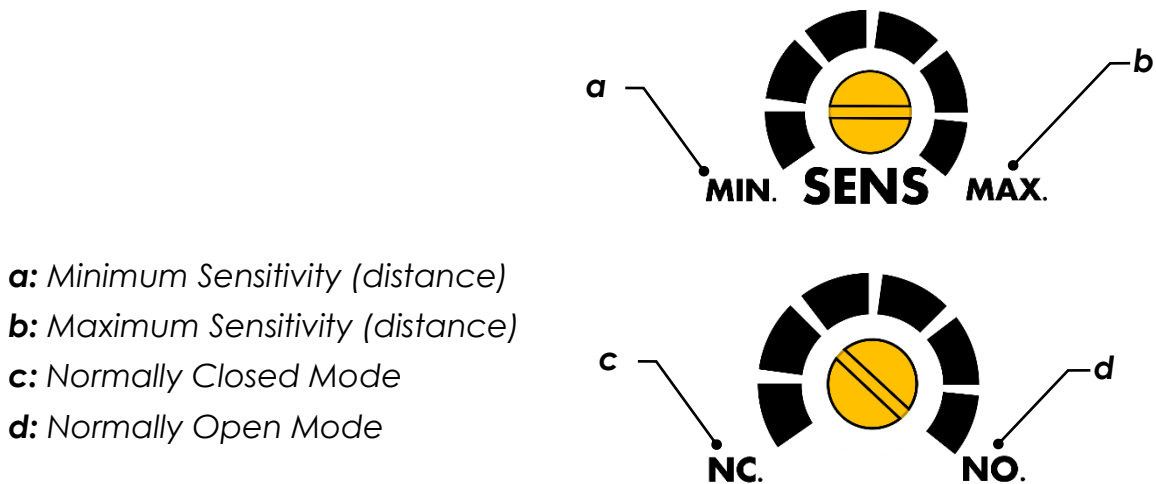 a
b
MIN. SENS MAX.
a: Minimum Sensitivity (distance)
b: Maximum Sensitivity (distance)
c: Normally Closed Mode
d: Normally Open Mode
c
d
NC.
NO.